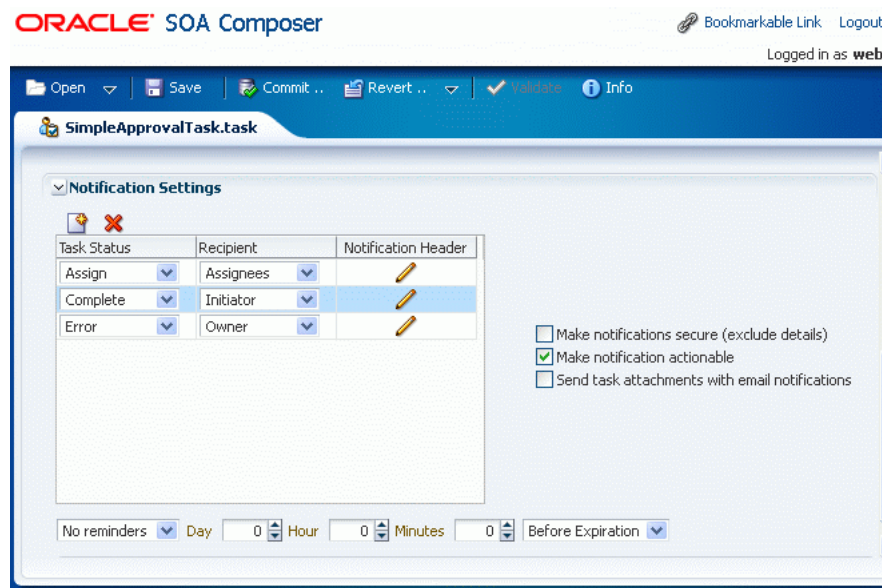 ORACLE SOA Composer
Bookmarkable Link Logout
Logged in as web
Open Save Commit .. Revert .. Validate Info
SimpleApprovalTask.task
Notification Settings
Task Status Recipient Notification Header
Assign Assignees
Complete Initiator
Error Owner
Make notifications secure (exclude details)
Make notification actionable
Send task attachments with email notifications
No reminders Day 0 Hour 0 Minutes 0 Before Expiration